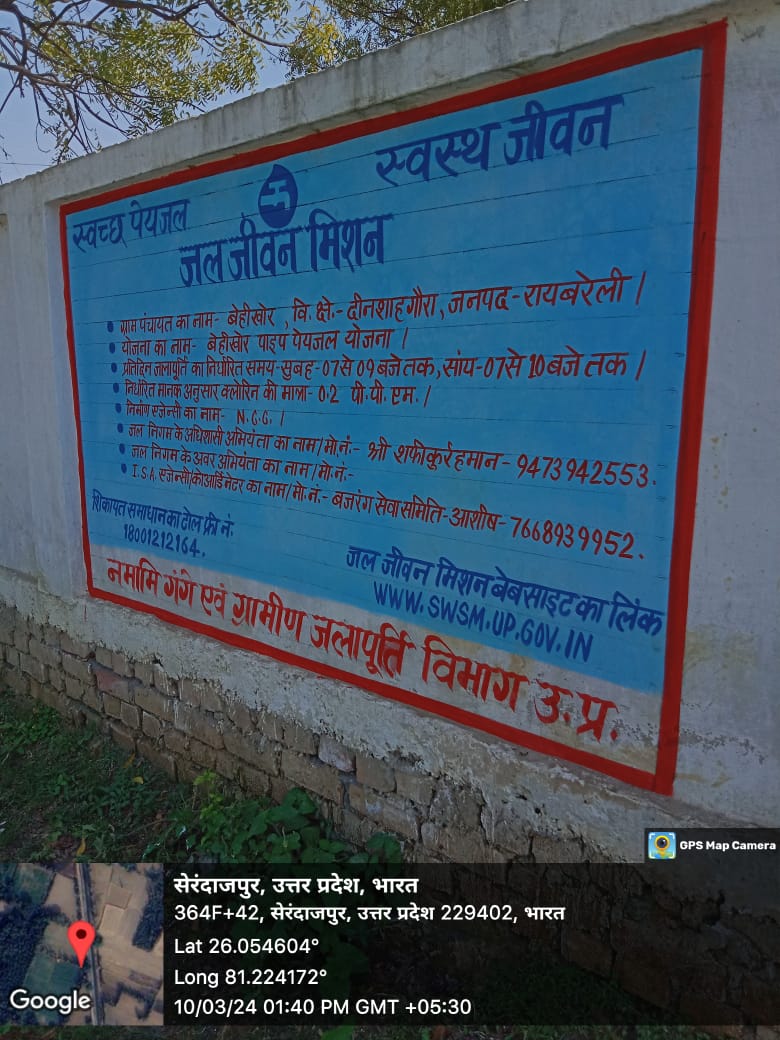 स्वच्छ पेयजल
स्वस्थ जीवन
जल जीवन मिशन
ग्राम पंचायत का नाम- बेहीखोर , वि. क्षे.- दीनशाहगौरा, जनपद-रायबरेली।
योजना का नाम- बेहीखोर पाइप पेयजल योजना।
प्रतिदिन जलापूर्ति का निर्धारित समय-सुबह-07से 09बजेतक, सांय-07से 10बजे तक।
निर्धारित मानक अनुसार क्लोरिन की मात्रा- 0.2 पी.पी.एम.।
निर्माण एजेन्सी का नाम- N.C.C.।
जल निगम के अधिशासी अभियंता का नाम/मो.नं:- श्री शफीकुरेहमान- 9473942553.
जल निगम के अवर अभियंता का नाम/मो.नं:-
I.S.A. एजेन्सी/कोआर्डिनेटर का नाम/मो.नं.- बजरंग सेवा समिति-आशीष- 7668939952.
शिकायत समाधान का टोल फ्री नं.
18001212164.
जल जीवन मिशन बेबसाइट का लिंक
WWW.SWSM.UP.GOV.IN
नमामि गंगे एवं ग्रामीण जलापूर्ति विभाग उ.प्र.
GPS Map Camera
सेरंदाजपुर, उत्तर प्रदेश, भारत
364F+42, सेरंदाजपुर, उत्तर प्रदेश 229402, भारत
Lat 26.054604°
Long 81.224172°
10/03/24 01:40 PM GMT +05:30
Google